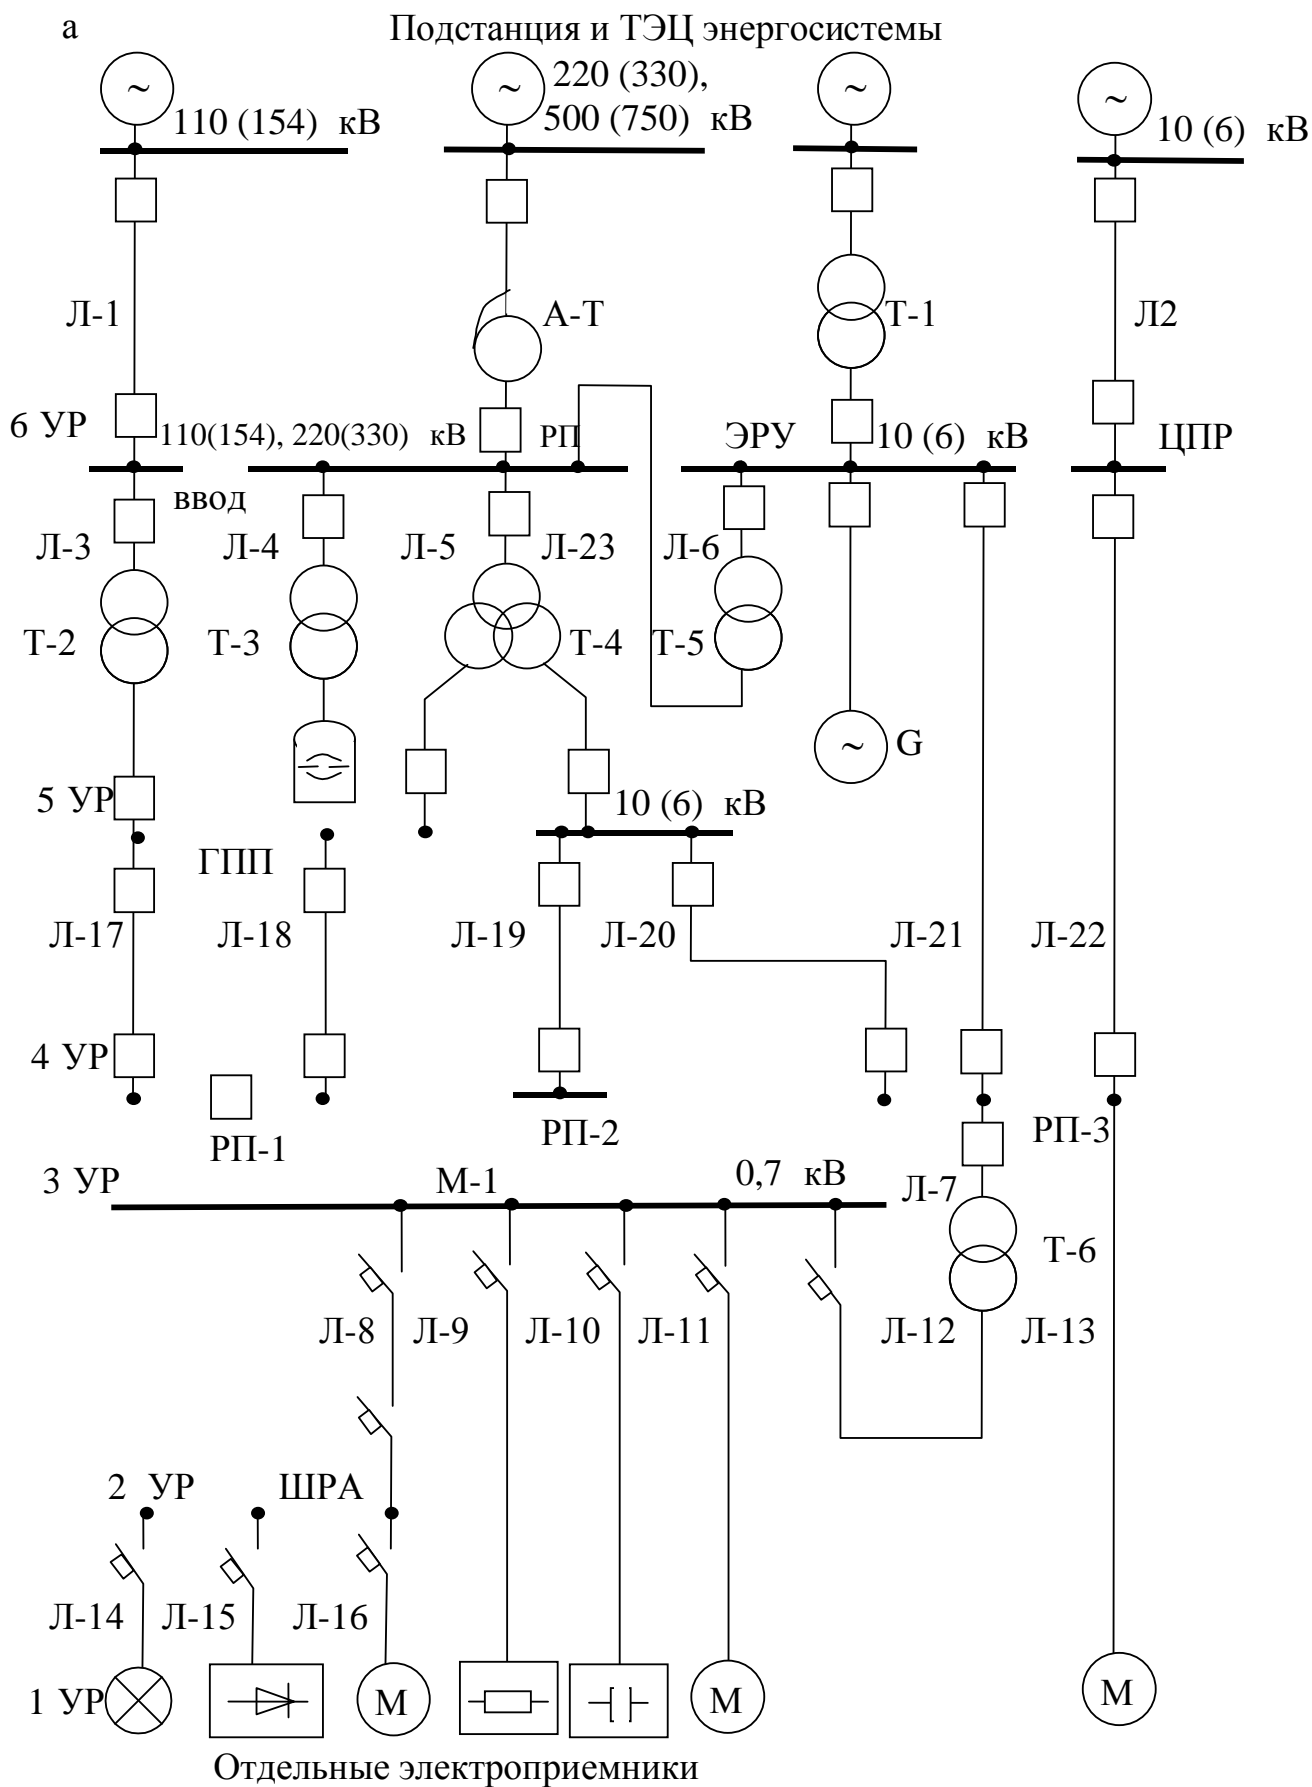 а
Подстанция и ТЭЦ энергосистемы
~ ~ 220 (330), ~ ~
110 (154) кВ 500 (750) кВ 10 (6) кВ
Л-1 А-Т Т-1 Л2
6 УР 110(154), 220(330) кВ РП ЭРУ 10 (6) кВ ЦПР
ввод
Л-3 Л-4 Л-5 Л-23 Л-6
Т-2 Т-3 Т-4 Т-5
~ G
5 УР 10 (6) кВ
ГПП
Л-17 Л-18 Л-19 Л-20 Л-21 Л-22
4 УР
РП-1 РП-2 РП-3
3 УР М-1 0,7 кВ Л-7
Т-6
Л-8 Л-9 Л-10 Л-11 Л-12 Л-13
2 УР ШРА
Л-14 Л-15 Л-16
1 УР М М М
Отдельные электроприемники